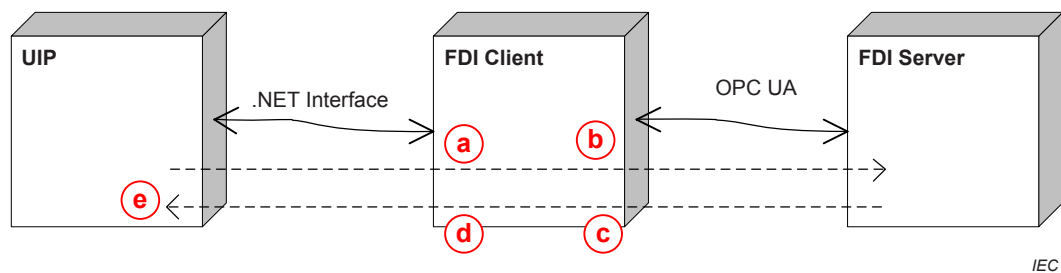 UIP
FDI Client
FDI Server
.NET Interface
OPC UA
a
b
e
d
c
IEC